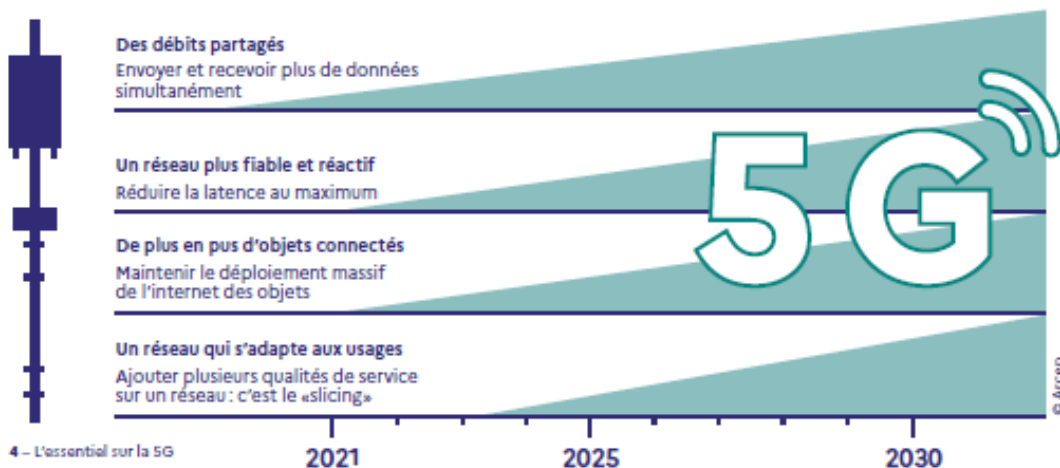 Des débits partagés
Envoyer et recevoir plus de données
simultanément
Un réseau plus fiable et réactif
Réduire la latence au maximum
De plus en pus d'objets connectés
Maintenir le déploiement massif
de l'internet des objets
Un réseau qui s'adapte aux usages
Ajouter plusieurs qualités de service
sur un réseau : c'est le «slicing»
5G
© Arcep
4 – L'essentiel sur la 5G
2021 2025 2030